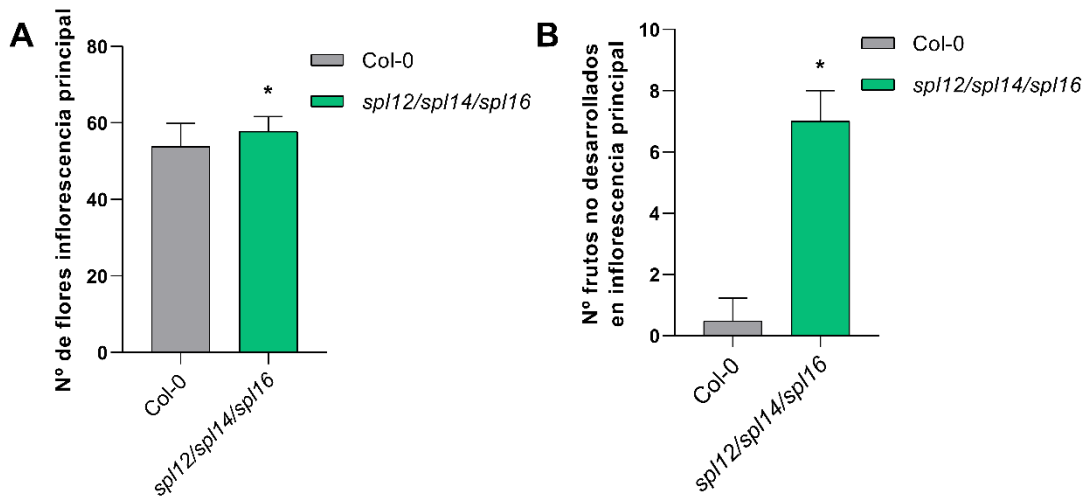 A
Nº de flores inflorescencia principal
80
60
40
20
0
*
Col-0
spl12/spl14/spl16
Col-0
spl12/spl14/spl16
B
Nº frutos no desarrollados
en inflorescencia principal
10
8
6
4
2
0
*
Col-0
spl12/spl14/spl16
Col-0
spl12/spl14/spl16